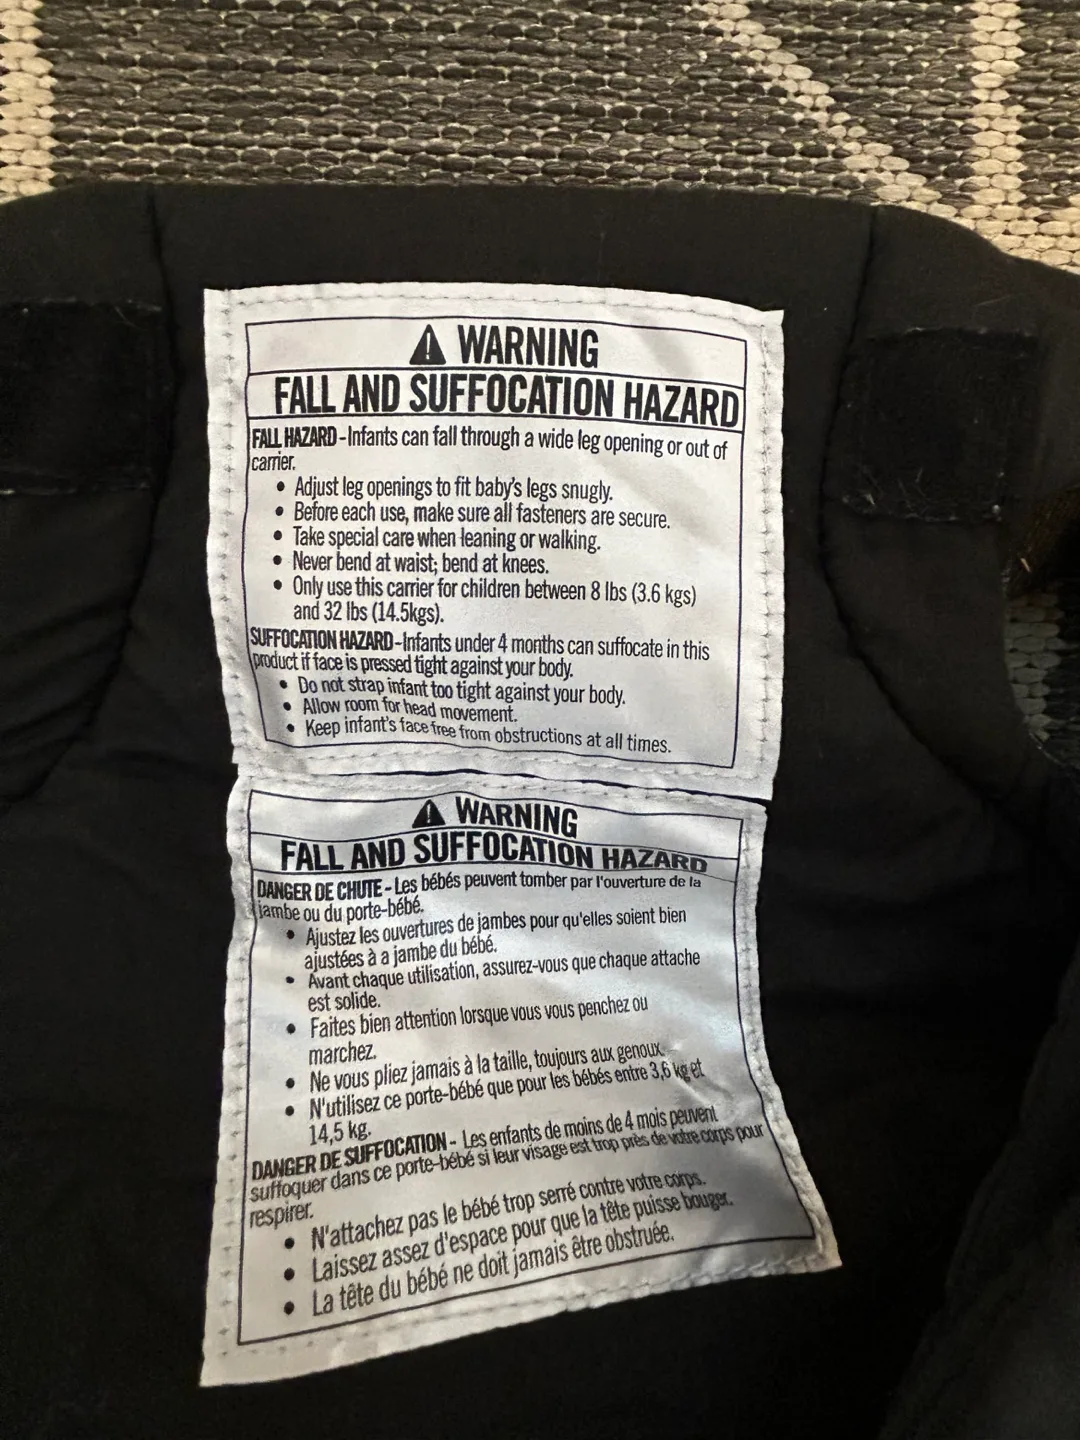 WARNING
FALL AND SUFFOCATION HAZARD
FALL HAZARD - Infants can fall through a wide leg opening or out of
carrier.
• Adjust leg openings to fit baby's legs snugly.
• Before each use, make sure all fasteners are secure.
• Take special care when leaning or walking.
• Never bend at waist; bend at knees.
• Only use this carrier for children between 8 lbs (3.6 kgs)
and 32 lbs (14.5kgs).
SUFFOCATION HAZARD - Infants under 4 months can suffocate in this
product if face is pressed tight against your body.
• Do not strap infant too tight against your body.
• Allow room for head movement.
• Keep infant's face free from obstructions at all times.
WARNING
FALL AND SUFFOCATION HAZARD
DANGER DE CHUTE - Les bébés peuvent tomber par l'ouverture de la
jambe ou du porte-bébé.
• Ajustez les ouvertures de jambes pour qu'elles soient bien
ajustées à a jambe du bébé.
• Avant chaque utilisation, assurez-vous que chaque attache
est solide.
• Faites bien attention lorsque vous vous penchez ou
marchez.
• Ne vous pliez jamais à la taille, toujours aux genoux.
• N'utilisez ce porte-bébé que pour les bébés entre 3,6 kg et
14,5 kg.
DANGER DE SUFFOCATION - Les enfants de moins de 4 mois peuvent
suffoquer dans ce porte-bébé si leur visage est trop près de votre corps pour
respirer.
• N'attachez pas le bébé trop serré contre votre corps.
• Laissez assez d'espace pour que la tête puisse bouger.
• La tête du bébé ne doit jamais être obstruée.